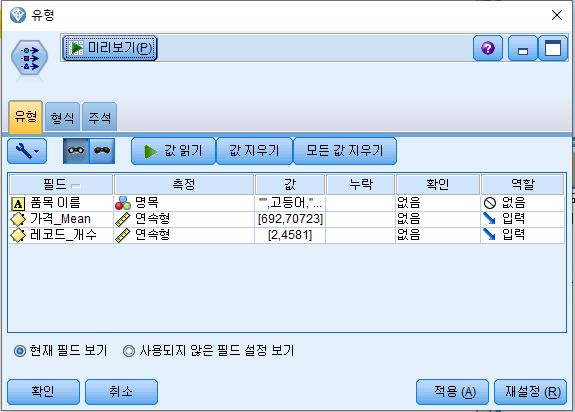 유형
미리보기(P)
유형 형식 주석
값 읽기 값 지우기 모든 값 지우기
필드 측정 값 누락 확인 역할
A 품목 이름 명목 "",고등어,"... 없음 없음
가격_Mean 연속형 [692,70723] 없음 입력
레코드_개수 연속형 [2,4581] 없음 입력
현재 필드 보기 사용되지 않은 필드 설정 보기
확인 취소 적용 (A) 재설정 (R)